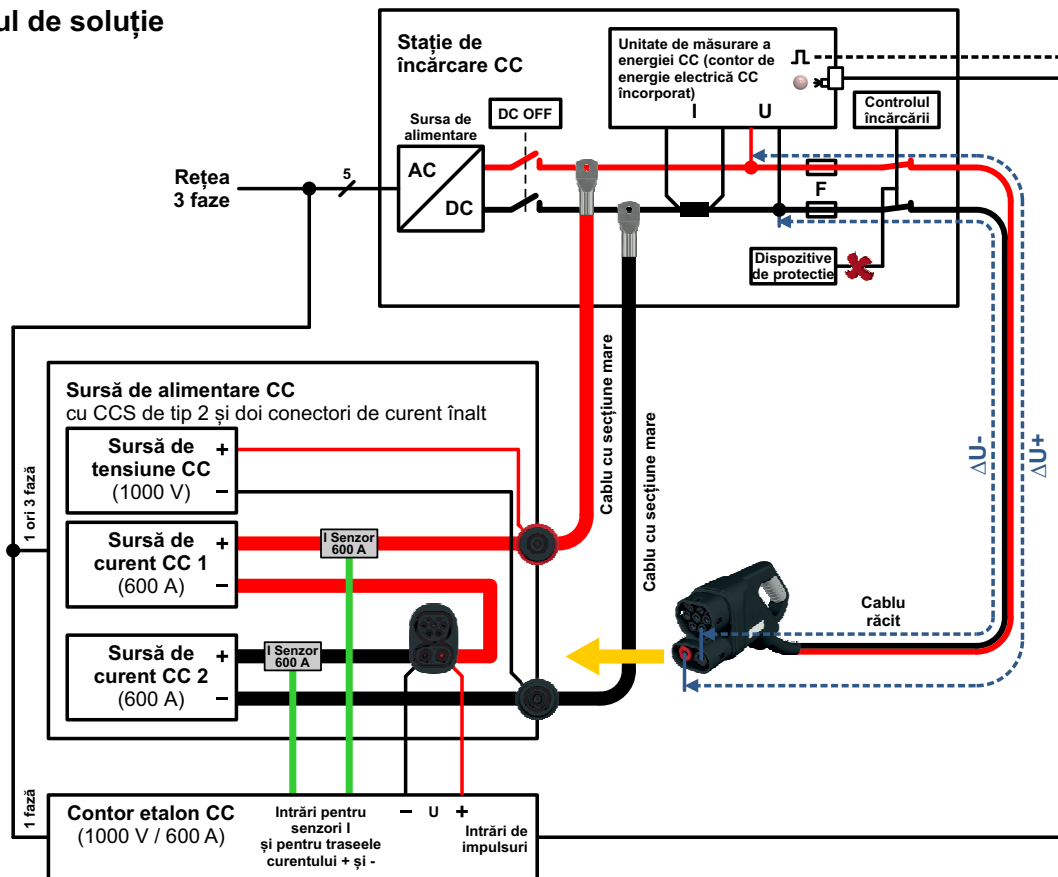 ul de soluție
Stație de
încărcare CC
Unitate de măsurare a
energiei CC (contor de
energie electrică CC
încorporat)
I
U
Sursa de
alimentare
DC OFF
Controlul
încărcării
Rețea
3 faze
5
AC
DC
F
Dispozitive
de protectie
Cablu cu secțiune mare
Cablu cu secțiune mare
ΔU-
ΔU+
Sursă de alimentare CC
cu CCS de tip 2 și doi conectori de curent înalt
Sursă de
tensiune CC
(1000 V)
+
−
1 ori 3 fază
Sursă de
curent CC 1
(600 A)
+
−
I Senzor
600 A
Sursă de
curent CC 2
(600 A)
+
−
I Senzor
600 A
Cablu
răcit
1 fază
Contor etalon CC
(1000 V / 600 A)
Intrări pentru
senzori I
și pentru traseele
curentului + și -
− U +
Intrări de
impulsuri